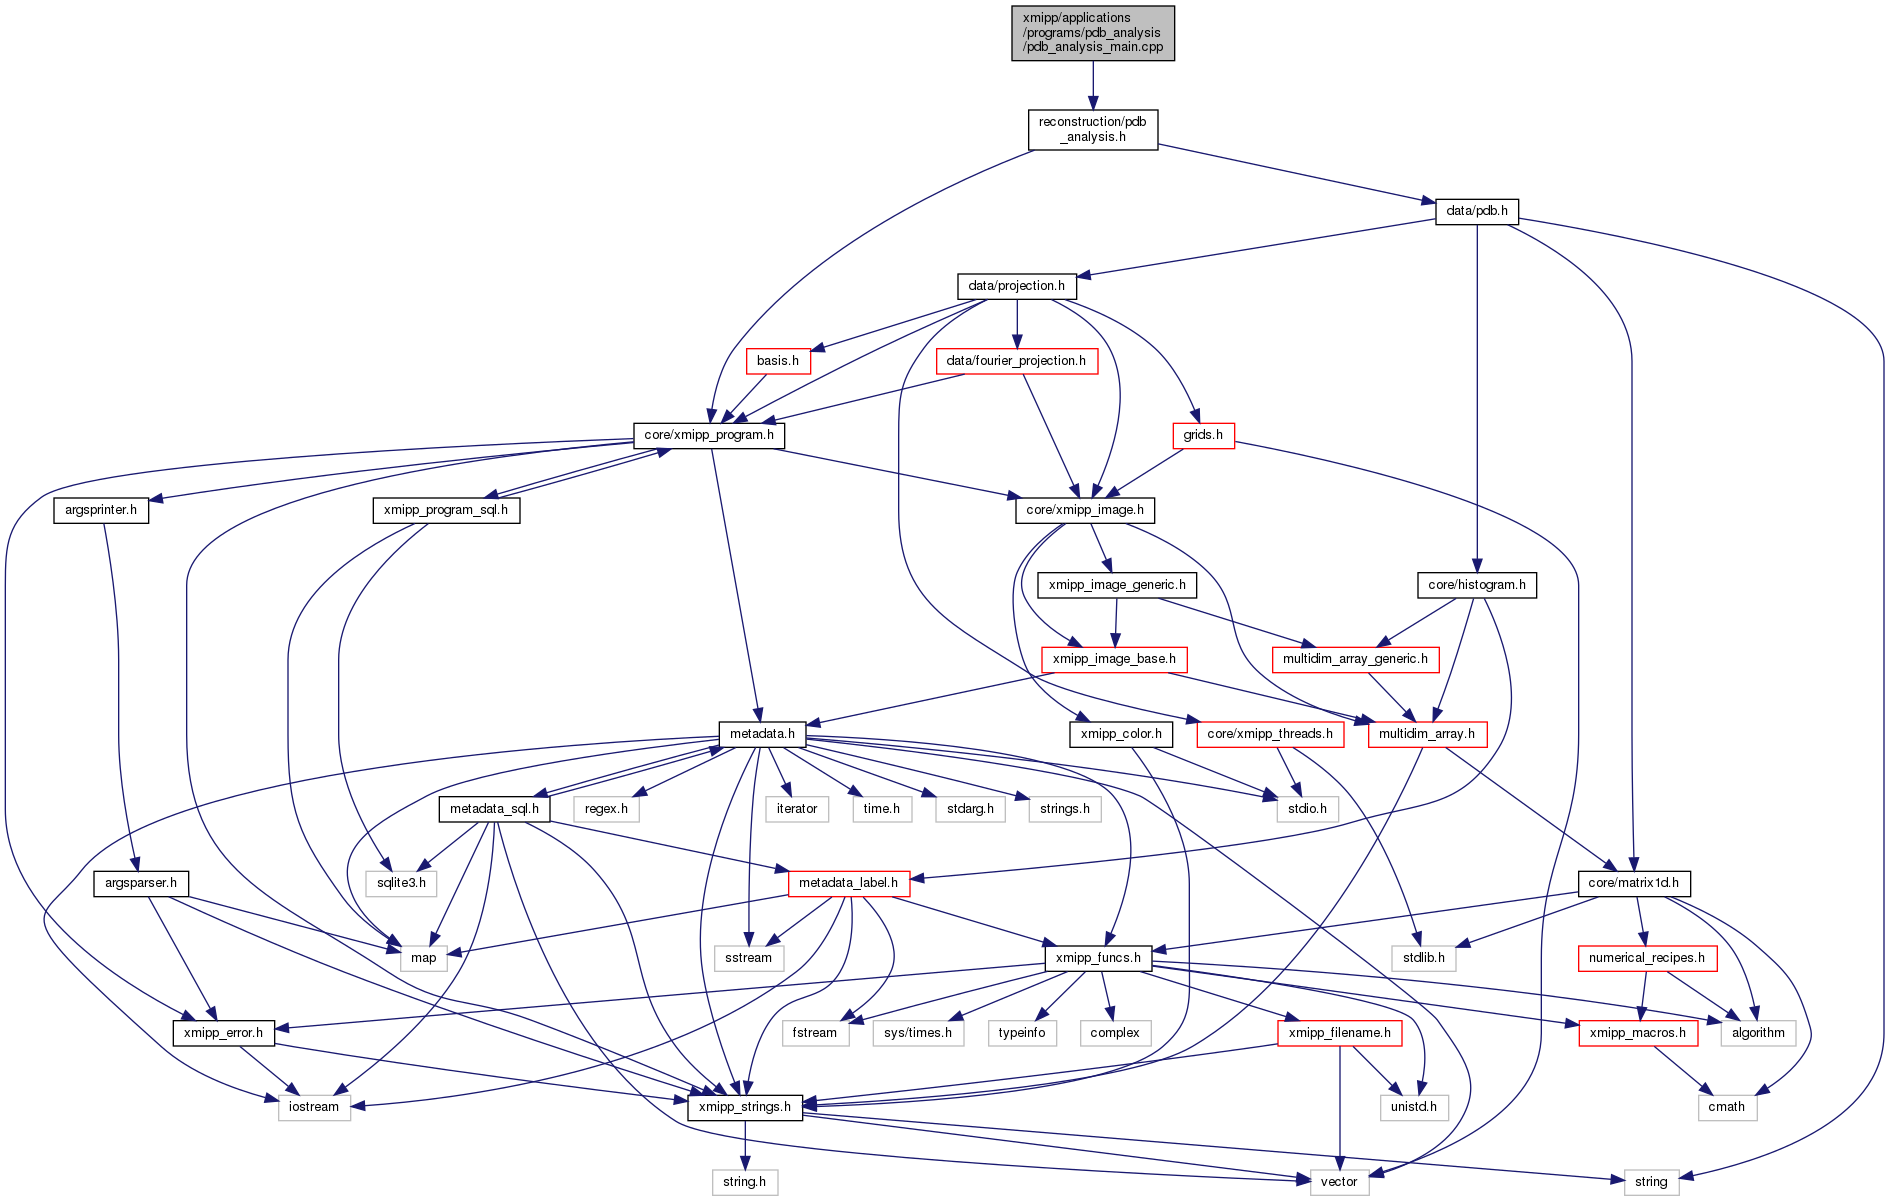 xmipp/applications
/programs/pdb_analysis
/pdb_analysis_main.cpp
reconstruction/pdb
_analysis.h
data/pdb.h
data/projection.h
basis.h
data/fourier_projection.h
core/xmipp_program.h
grids.h
argsprinter.h
xmipp_program_sql.h
core/xmipp_image.h
xmipp_image_generic.h
core/histogram.h
xmipp_image_base.h
multidim_array_generic.h
metadata.h
xmipp_color.h
core/xmipp_threads.h
multidim_array.h
metadata_sql.h
regex.h
iterator
time.h
stdarg.h
strings.h
stdio.h
argsparser.h
sqlite3.h
metadata_label.h
core/matrix1d.h
map
sstream
xmipp_funcs.h
stdlib.h
numerical_recipes.h
xmipp_error.h
fstream
sys/times.h
typeinfo
complex
xmipp_filename.h
xmipp_macros.h
algorithm
iostream
xmipp_strings.h
unistd.h
cmath
string.h
vector
string